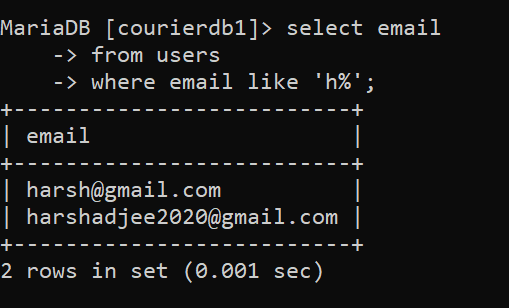 MariaDB [courierdb1]> select email
    -> from users
    -> where email like 'h%';
+---------------------------+
| email                     |
+---------------------------+
| harsh@gmail.com           |
| harshadjee2020@gmail.com |
+---------------------------+
2 rows in set (0.001 sec)